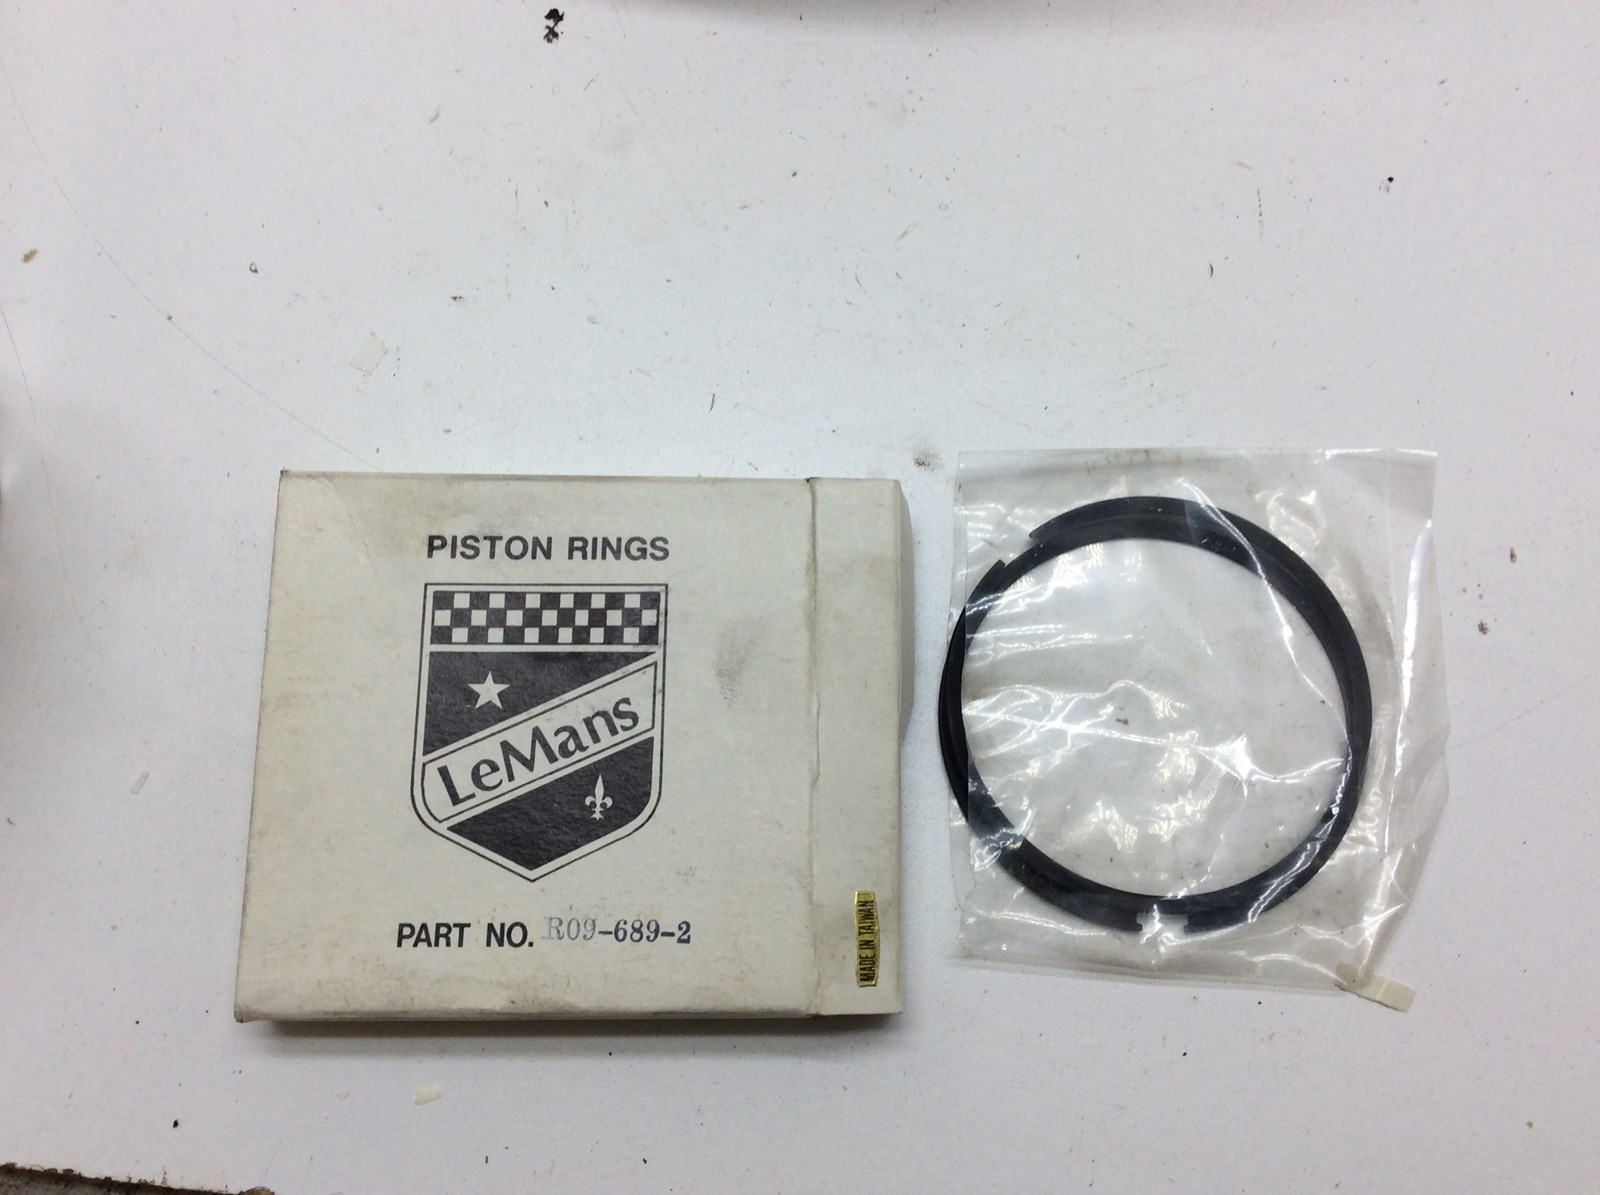 PISTON RINGS
LeMans
PART NO. R09-689-2
MADE IN TAIWAN